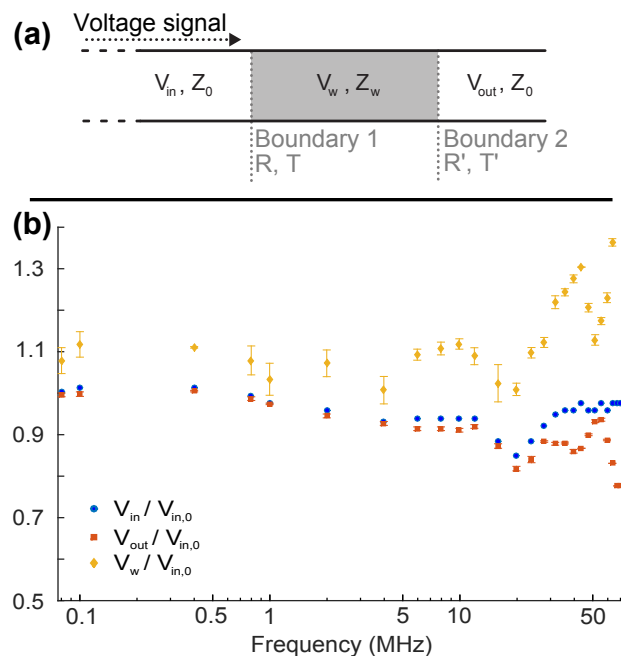 (a)
Voltage signal
V_in, Z_0
V_w, Z_w
V_out, Z_0
Boundary 1
R, T
Boundary 2
R', T'
(b)
1.3
1.1
0.9
0.7
0.5
V_in / V_in,0
V_out / V_in,0
V_w / V_in,0
0.1 0.5 1 5 10 50
Frequency (MHz)